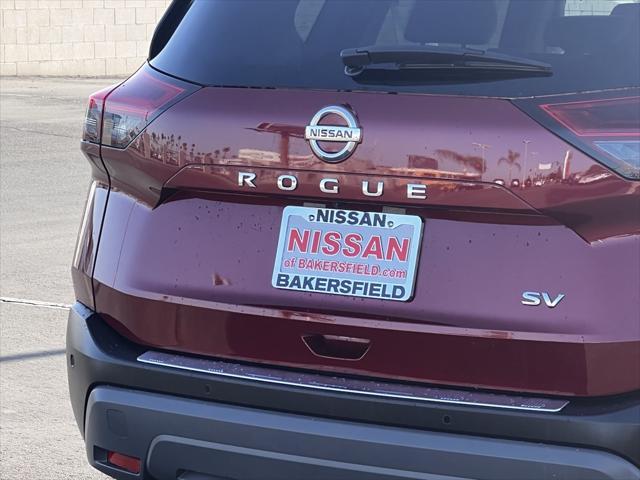 NISSAN
ROGUE
NISSAN
NISSAN
of BAKERSFIELD.com
BAKERSFIELD
SV